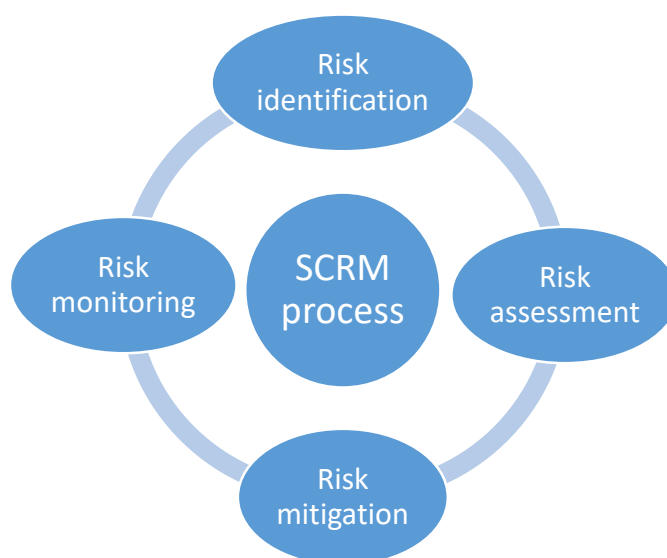 Risk
identification
Risk
monitoring
SCRM
process
Risk
assessment
Risk
mitigation